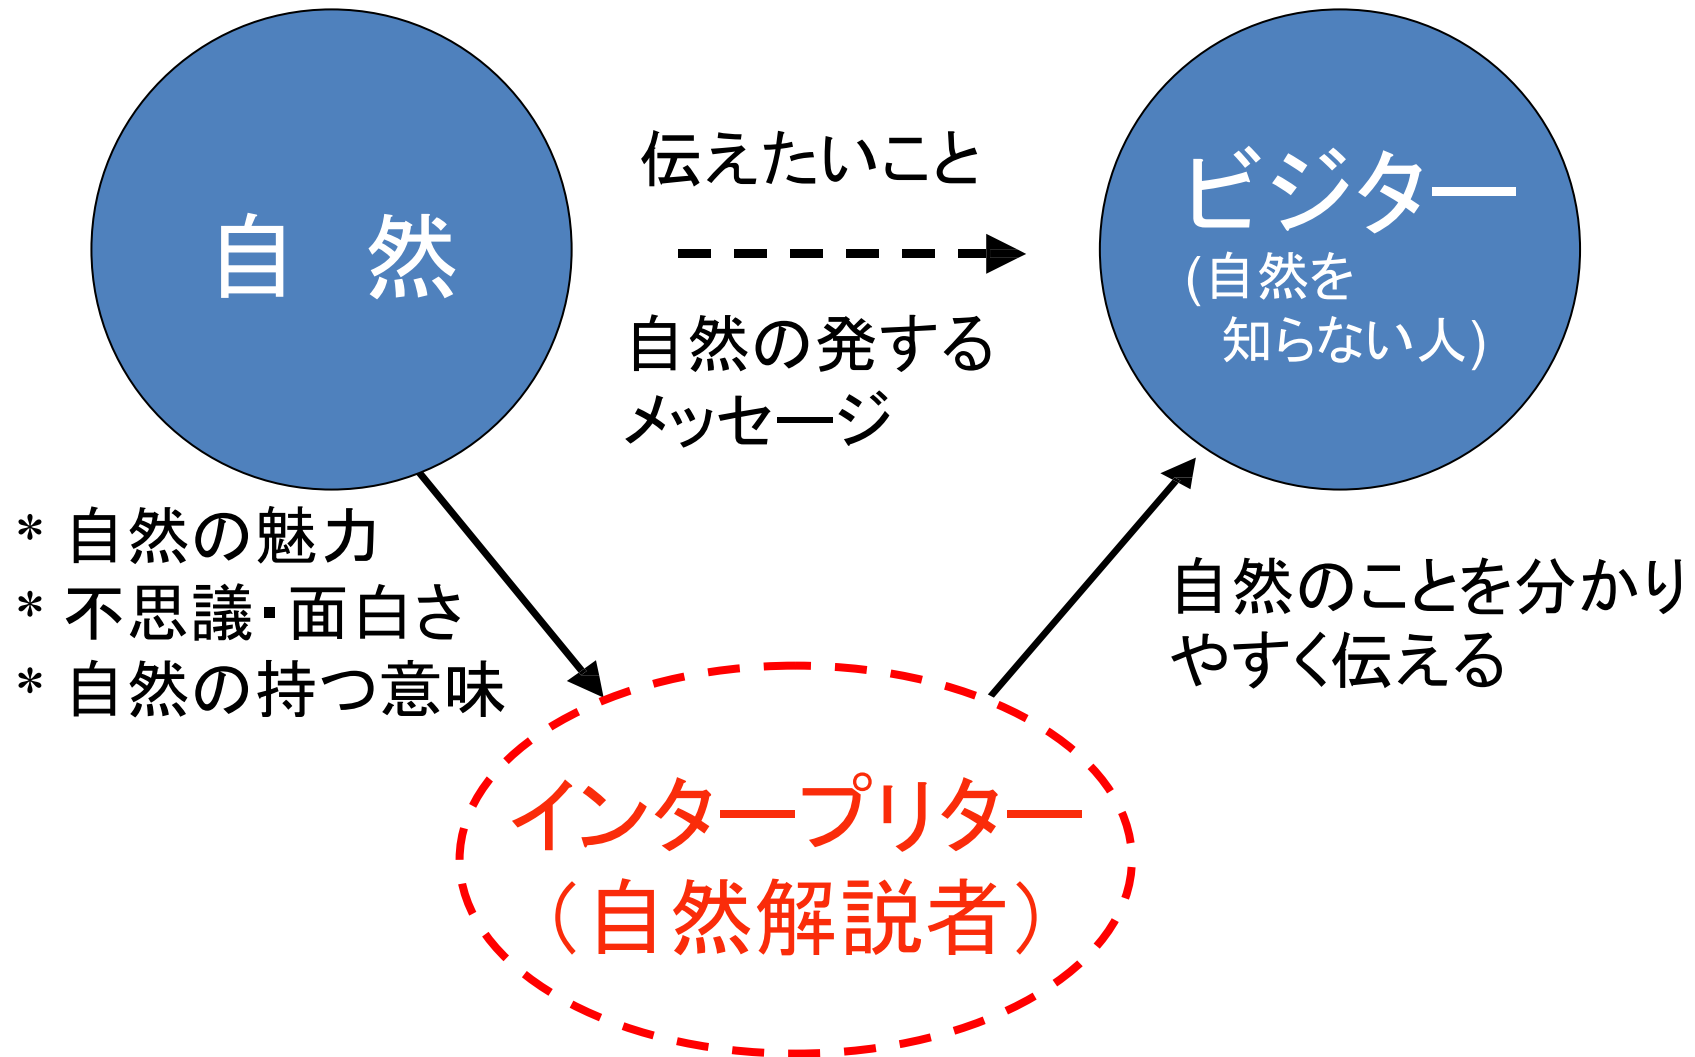 自　然
伝えたいこと
自然の発する
メッセージ
ビジター
(自然を
知らない人)
* 自然の魅力
* 不思議・面白さ
* 自然の持つ意味
自然のことを分かり
やすく伝える
インタープリター
（自然解説者）